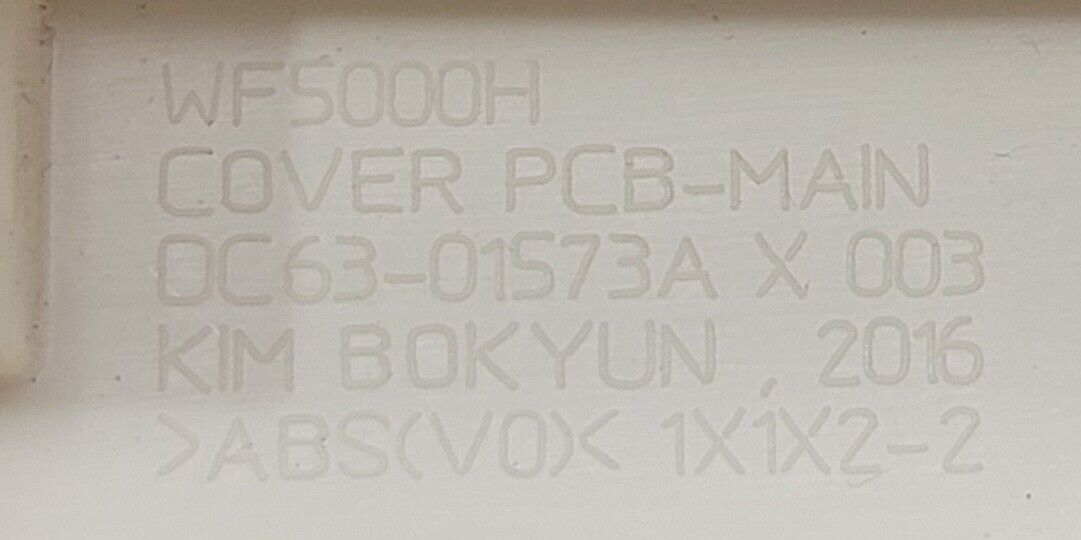 WF5000H
COVER PCB-MAIN
DC63-01573A X 003
KIM BOKYUN , 2016
>ABS(V0)< 1X1X2-2